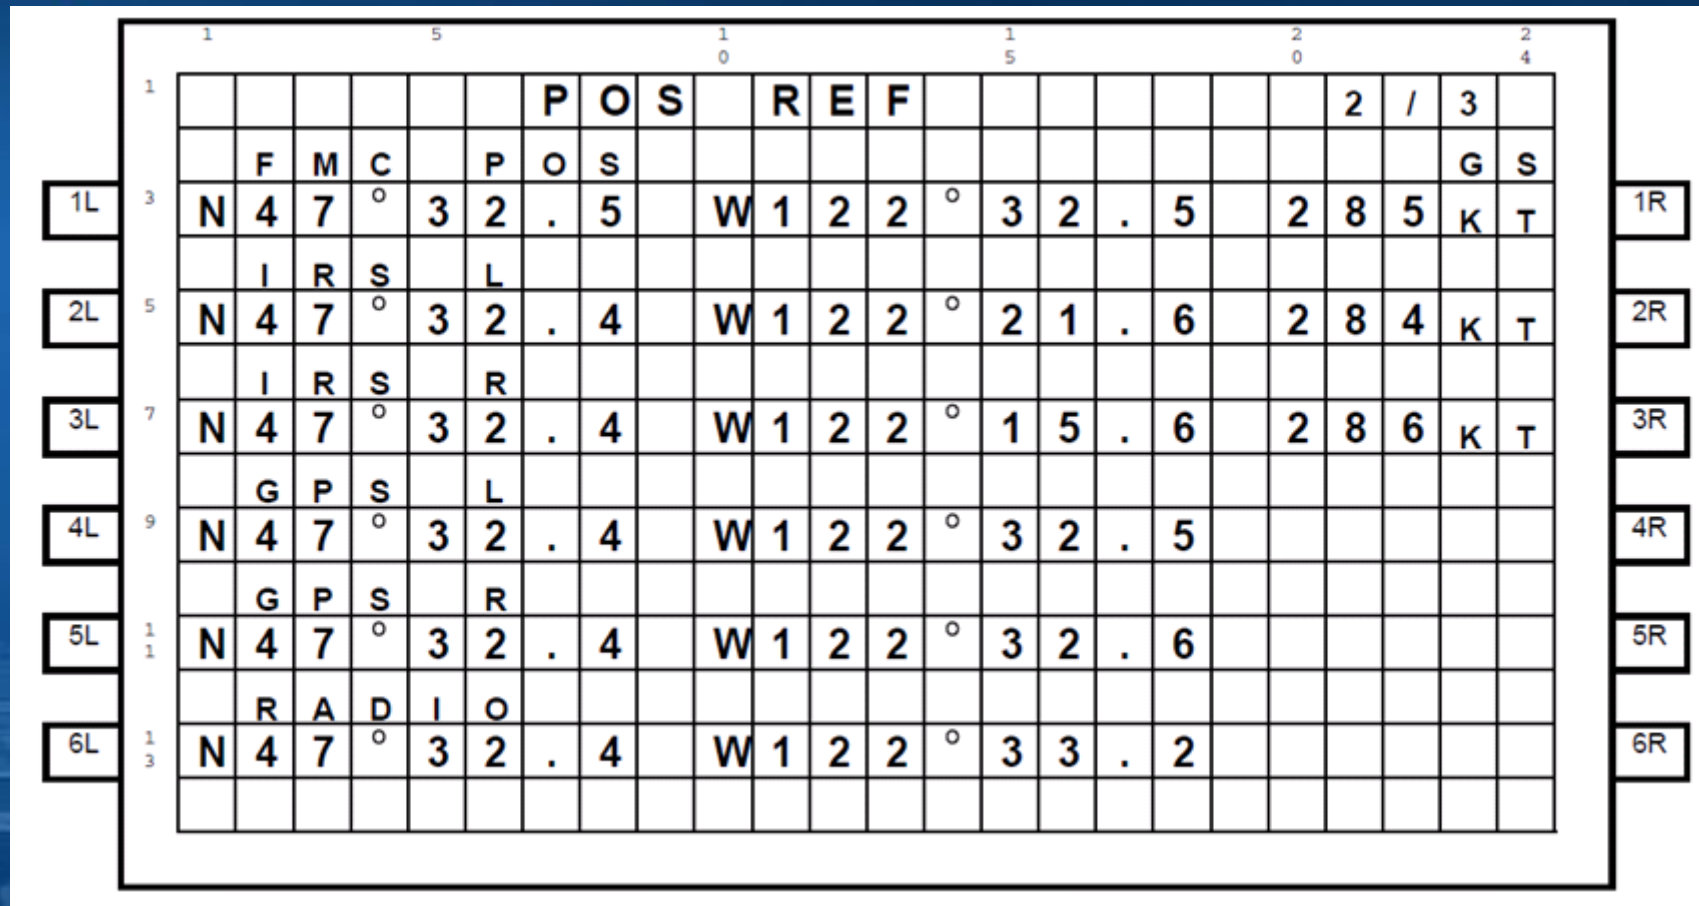 1 5 10 15 20 24
1 POS REF 2/3
FMC POS GS
1L 3 N47°32.5 W122°32.5 285KT 1R
IRS L
2L 5 N47°32.4 W122°21.6 284KT 2R
IRS R
3L 7 N47°32.4 W122°15.6 286KT 3R
GPS L
4L 9 N47°32.4 W122°32.5 4R
GPS R
5L 11 N47°32.4 W122°32.6 5R
RADIO
6L 13 N47°32.4 W122°33.2 6R